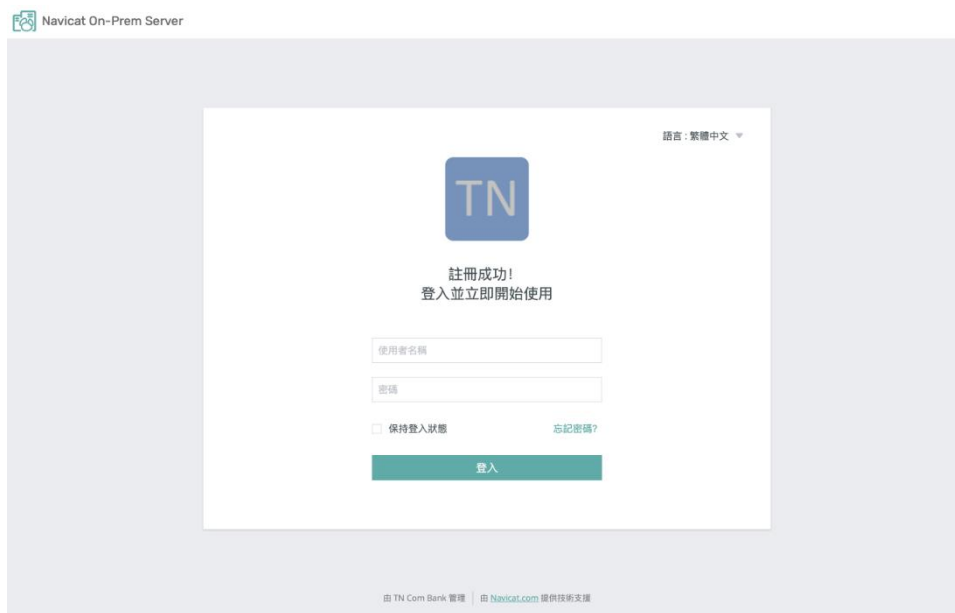 Navicat On-Prem Server
語言 : 繁體中文
TN
註冊成功!
登入並立即開始使用
使用者名稱
密碼
保持登入狀態 忘記密碼?
登入
由 TN Com Bank 管理 由 Navicat.com 提供技術支援